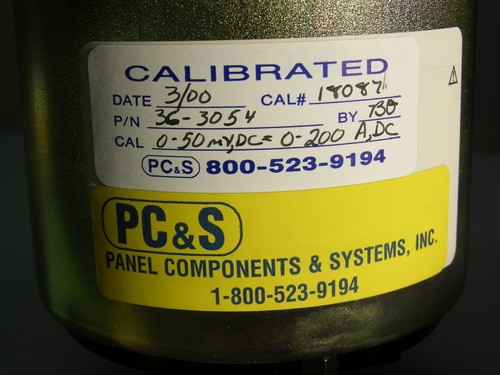 CALIBRATED
DATE 3/00 CAL# 18087
P/N 36-3054 BY
CAL 0-50 mV,DC = 0-200 A,DC
PC&S 800-523-9194
PC&S
PANEL COMPONENTS & SYSTEMS, INC.
1-800-523-9194